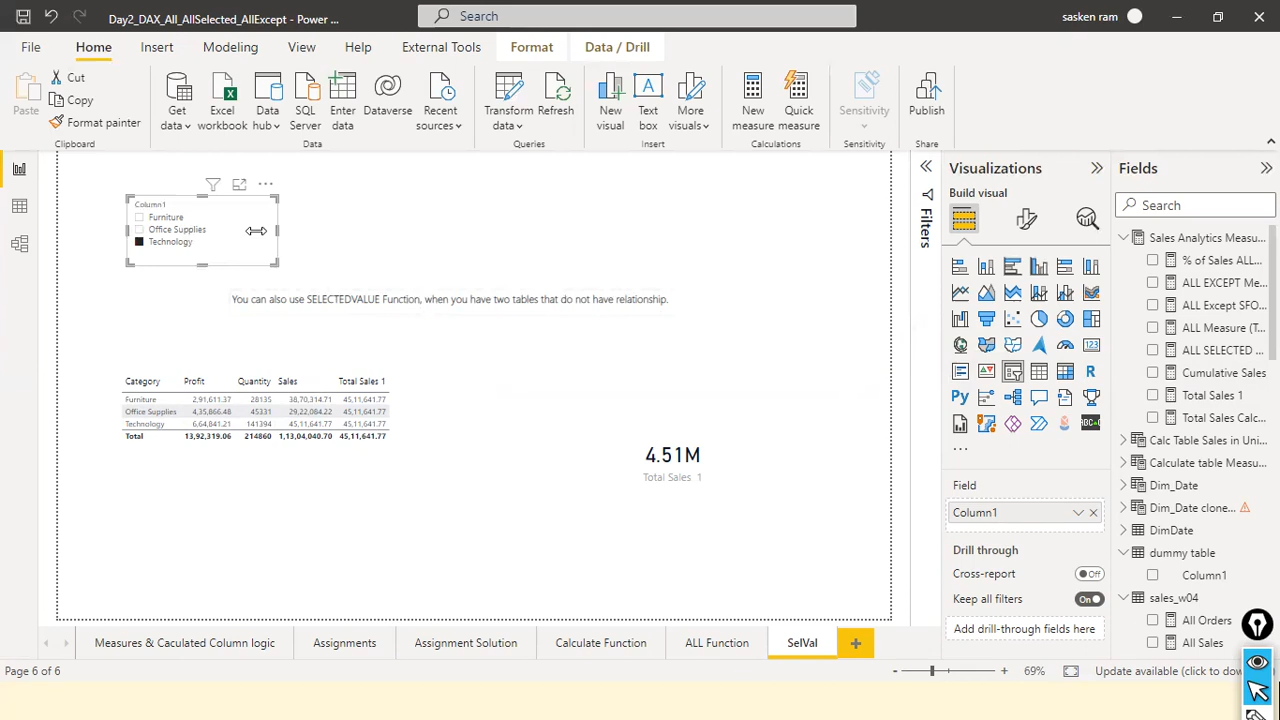 Day2_DAX_All_AllSelected_AllExcept - Power ...
Search
sasken ram
File
Home
Insert
Modeling
View
Help
External Tools
Format
Data / Drill
Paste
Cut
Copy
Format painter
Clipboard
Get data
Excel workbook
Data hub
SQL Server
Enter data
Dataverse
Recent sources
Data
Transform data
Refresh
Queries
New visual
Text box
More visuals
Insert
New measure
Quick measure
Calculations
Sensitivity
Sensitivity
Publish
Share
Column1
Furniture
Office Supplies
Technology
You can also use SELECTEDVALUE Function, when you have two tables that do not have relationship.
Category Profit Quantity Sales Total Sales 1
Furniture 2,91,611.37 28135 38,70,314.71 45,11,641.77
Office Supplies 4,35,866.48 45331 29,22,084.22 45,11,641.77
Technology 6,64,841.21 141394 45,11,641.77 45,11,641.77
Total 13,92,319.06 214860 1,13,04,040.70 45,11,641.77
4.51M
Total Sales 1
Filters
Visualizations
Build visual
123
R
Py
Field
Column1
Drill through
Cross-report
Off
Keep all filters
On
Add drill-through fields here
Fields
Search
Sales Analytics Measu...
% of Sales ALL...
ALL EXCEPT Me...
ALL Except SFO...
ALL Measure (T...
ALL SELECTED ...
Cumulative Sales
Total Sales 1
Total Sales Calc...
Calc Table Sales in Uni...
Calculate table Measu...
Dim_Date
Dim_Date clone...
DimDate
dummy table
Column1
sales_w04
All Orders
All Sales
Measures & Caculated Column logic
Assignments
Assignment Solution
Calculate Function
ALL Function
SelVal
Page 6 of 6
- + 69%
Update available (click to dow